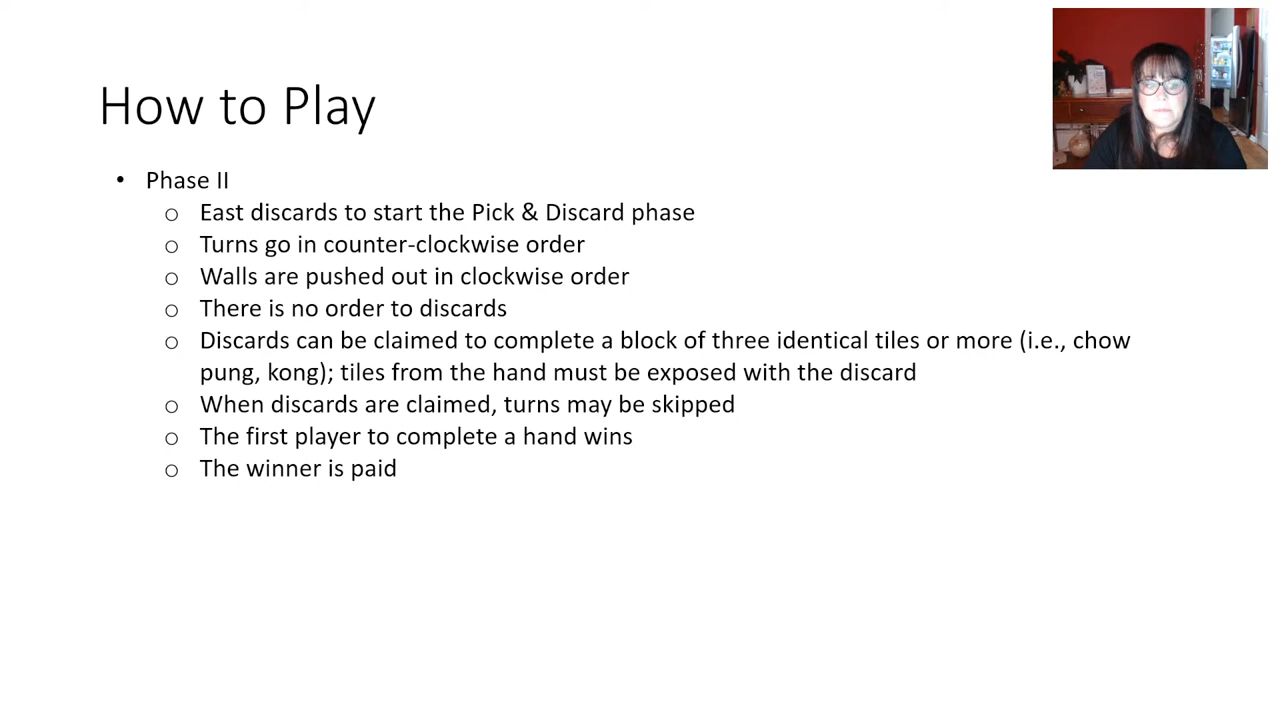 How to Play
• Phase II
o East discards to start the Pick & Discard phase
o Turns go in counter-clockwise order
o Walls are pushed out in clockwise order
o There is no order to discards
o Discards can be claimed to complete a block of three identical tiles or more (i.e., chow
pung, kong); tiles from the hand must be exposed with the discard
o When discards are claimed, turns may be skipped
o The first player to complete a hand wins
o The winner is paid